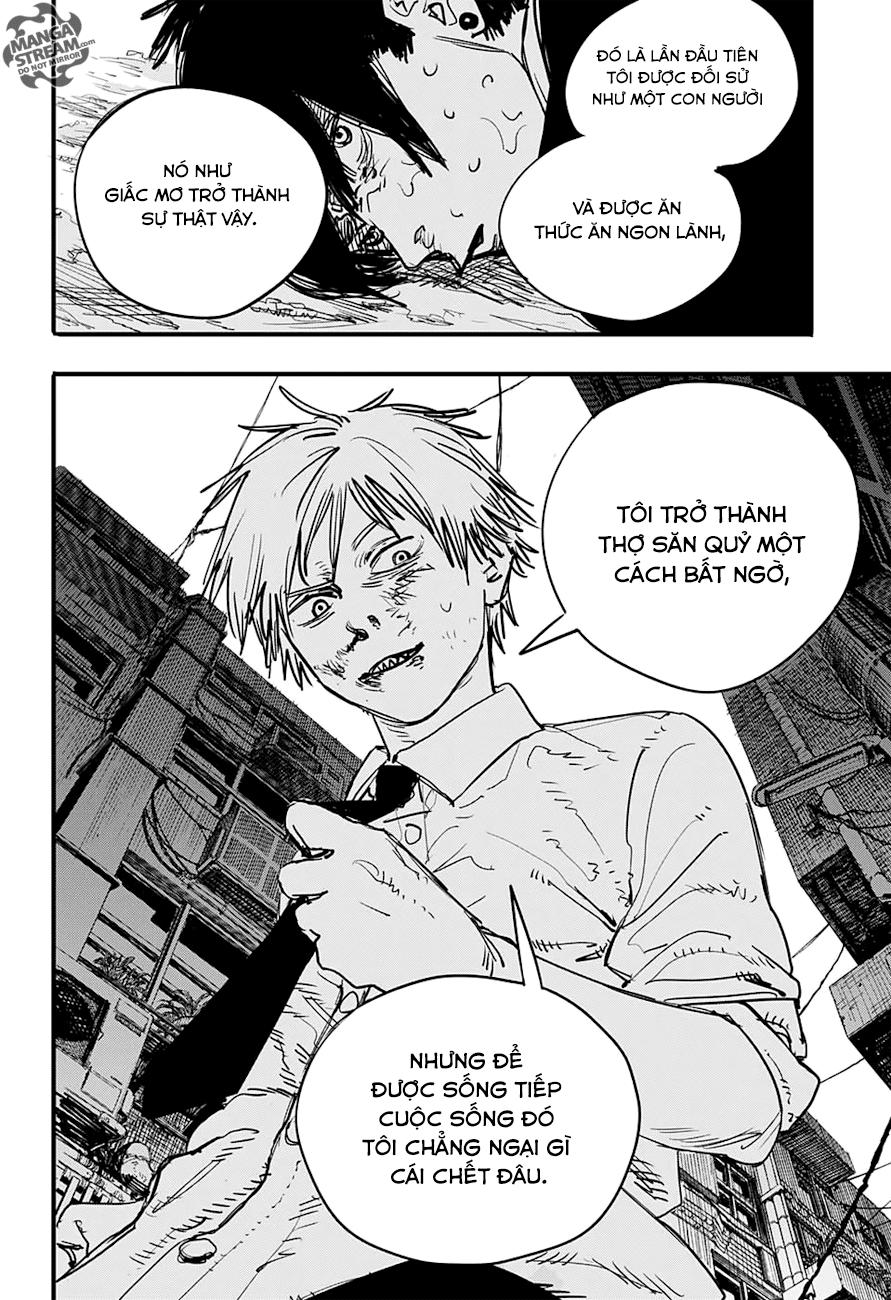 MANGA
STREAM
DO NOT MIRROR
ĐÓ LÀ LẦN ĐẦU TIÊN
TÔI ĐƯỢC ĐỐI SỬ
NHƯ MỘT CON NGƯỜI
VÀ ĐƯỢC ĂN
THỨC ĂN NGON LÀNH,
NÓ NHƯ
GIẤC MƠ TRỞ THÀNH
SỰ THẬT VẬY.
TÔI TRỞ THÀNH
THỢ SĂN QUỶ MỘT
CÁCH BẤT NGỜ,
NHƯNG ĐỂ
ĐƯỢC SỐNG TIẾP
CUỘC SỐNG ĐÓ
TÔI CHẲNG NGẠI GÌ
CÁI CHẾT ĐÂU.